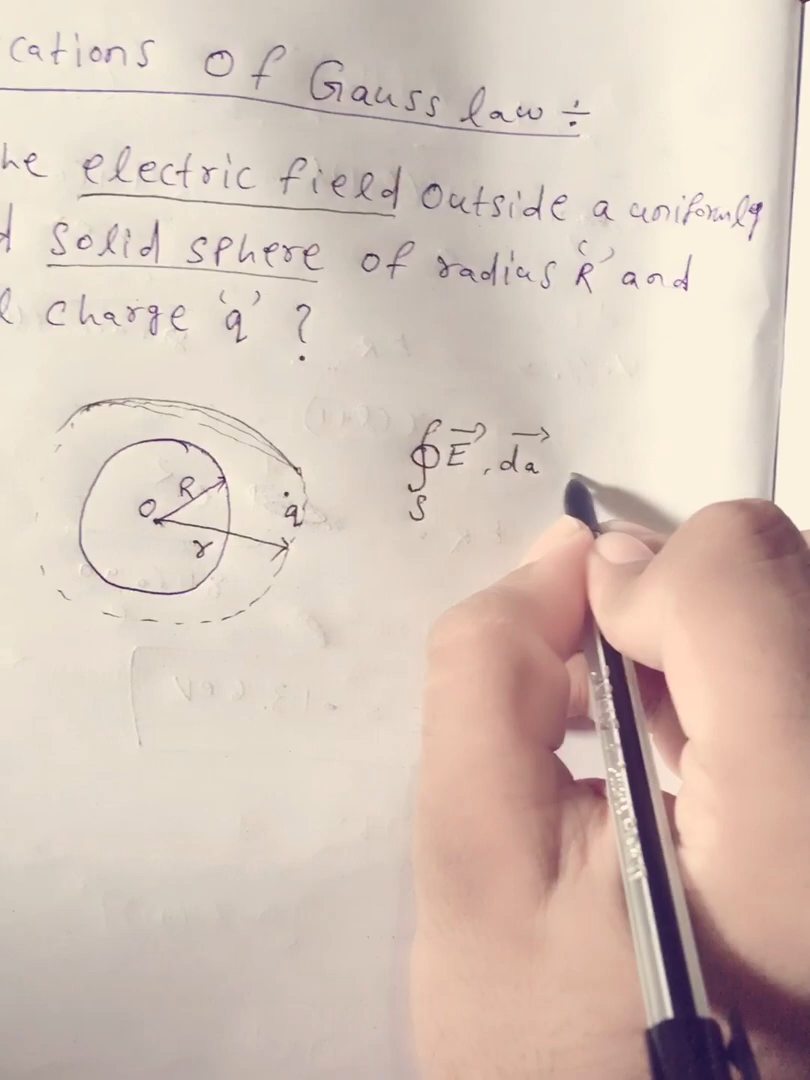 cations of Gauss law ÷
he electric field outside a uniformly
d solid sphere of radius 'R' and
l charge 'q' ?
∮E⃗ . da⃗
S
R
O
q
r